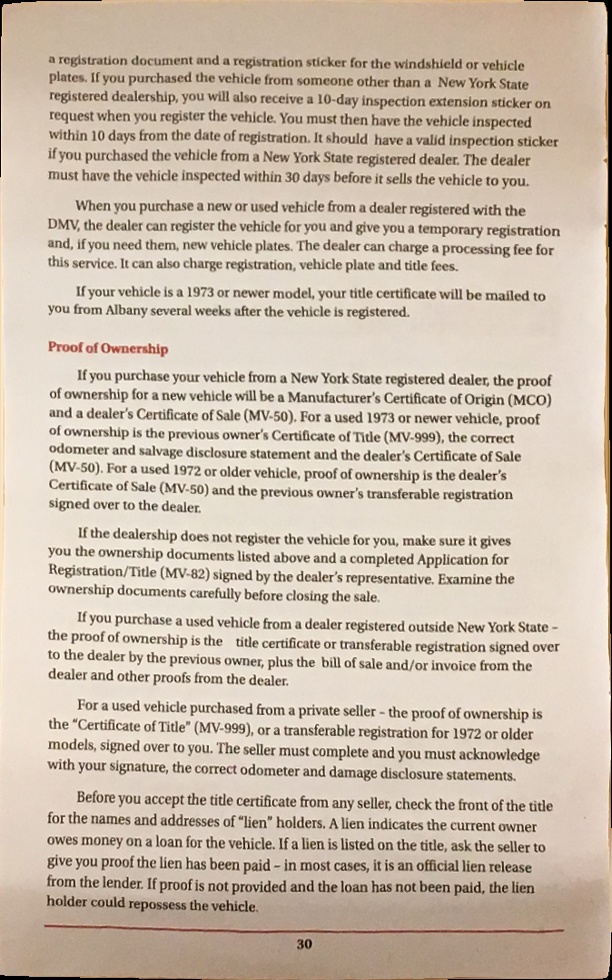 a registration document and a registration sticker for the windshield or vehicle
plates. If you purchased the vehicle from someone other than a New York State
registered dealership, you will also receive a 10-day inspection extension sticker on
request when you register the vehicle. You must then have the vehicle inspected
within 10 days from the date of registration. It should have a valid inspection sticker
if you purchased the vehicle from a New York State registered dealer. The dealer
must have the vehicle inspected within 30 days before it sells the vehicle to you.
When you purchase a new or used vehicle from a dealer registered with the
DMV, the dealer can register the vehicle for you and give you a temporary registration
and, if you need them, new vehicle plates. The dealer can charge a processing fee for
this service. It can also charge registration, vehicle plate and title fees.
If your vehicle is a 1973 or newer model, your title certificate will be mailed to
you from Albany several weeks after the vehicle is registered.
Proof of Ownership
If you purchase your vehicle from a New York State registered dealer, the proof
of ownership for a new vehicle will be a Manufacturer's Certificate of Origin (MCO)
and a dealer's Certificate of Sale (MV-50). For a used 1973 or newer vehicle, proof
of ownership is the previous owner's Certificate of Title (MV-999), the correct
odometer and salvage disclosure statement and the dealer's Certificate of Sale
(MV-50). For a used 1972 or older vehicle, proof of ownership is the dealer's
Certificate of Sale (MV-50) and the previous owner's transferable registration
signed over to the dealer.
If the dealership does not register the vehicle for you, make sure it gives
you the ownership documents listed above and a completed Application for
Registration/Title (MV-82) signed by the dealer's representative. Examine the
ownership documents carefully before closing the sale.
If you purchase a used vehicle from a dealer registered outside New York State –
the proof of ownership is the title certificate or transferable registration signed over
to the dealer by the previous owner, plus the bill of sale and/or invoice from the
dealer and other proofs from the dealer.
For a used vehicle purchased from a private seller – the proof of ownership is
the "Certificate of Title" (MV-999), or a transferable registration for 1972 or older
models, signed over to you. The seller must complete and you must acknowledge
with your signature, the correct odometer and damage disclosure statements.
Before you accept the title certificate from any seller, check the front of the title
for the names and addresses of "lien" holders. A lien indicates the current owner
owes money on a loan for the vehicle. If a lien is listed on the title, ask the seller to
give you proof the lien has been paid – in most cases, it is an official lien release
from the lender. If proof is not provided and the loan has not been paid, the lien
holder could repossess the vehicle.
30